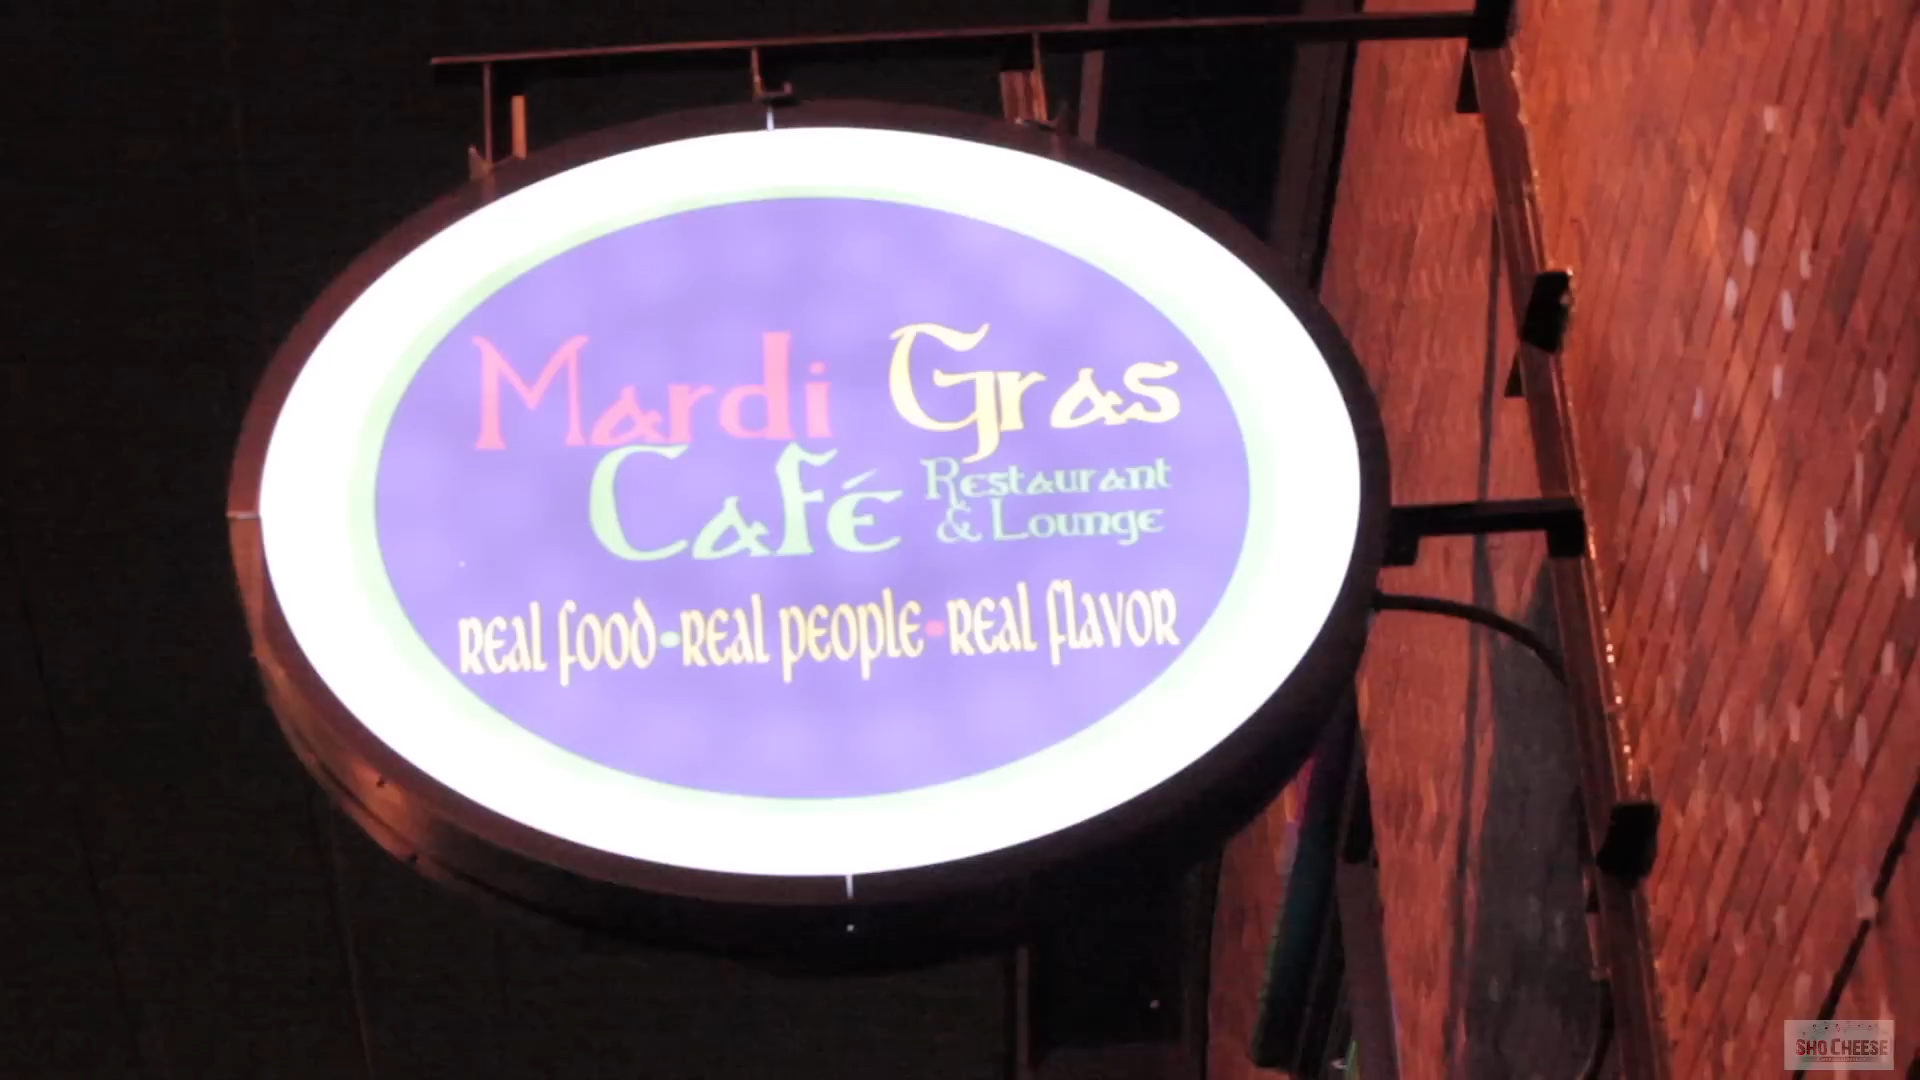 Mardi Gras
Café Restaurant
& Lounge
Real food•Real people•Real flavor
SHO CHEESE